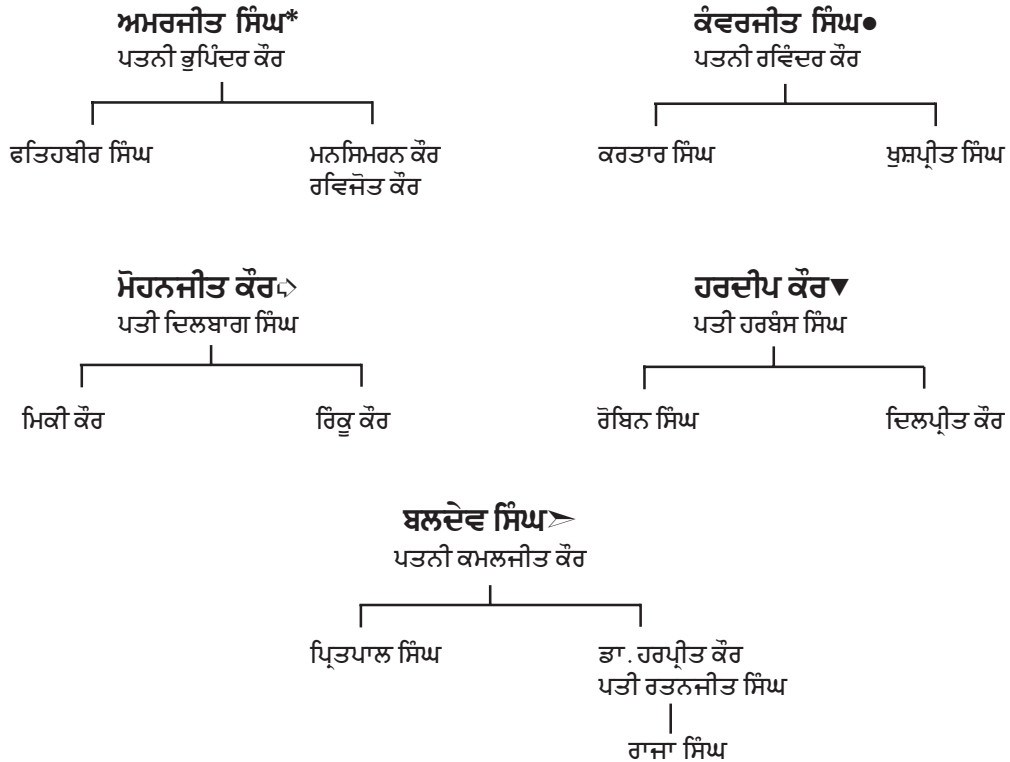 ਅਮਰਜੀਤ ਸਿੰਘ*
ਪਤਨੀ ਭੁਪਿੰਦਰ ਕੌਰ
ਫਤਿਹਬੀਰ ਸਿੰਘ
ਮਨਸਿਮਰਨ ਕੌਰ
ਰਵਿਜੋਤ ਕੌਰ
ਕੰਵਰਜੀਤ ਸਿੰਘ●
ਪਤਨੀ ਰਵਿੰਦਰ ਕੌਰ
ਕਰਤਾਰ ਸਿੰਘ
ਖੁਸ਼ਪ੍ਰੀਤ ਸਿੰਘ
ਮੋਹਨਜੀਤ ਕੌਰ➪
ਪਤੀ ਦਿਲਬਾਗ ਸਿੰਘ
ਮਿਕੀ ਕੌਰ
ਰਿੰਕੂ ਕੌਰ
ਹਰਦੀਪ ਕੌਰ▼
ਪਤੀ ਹਰਬੰਸ ਸਿੰਘ
ਰੋਬਿਨ ਸਿੰਘ
ਦਿਲਪ੍ਰੀਤ ਕੌਰ
ਬਲਦੇਵ ਸਿੰਘ➣
ਪਤਨੀ ਕਮਲਜੀਤ ਕੌਰ
ਪ੍ਰਿਤਪਾਲ ਸਿੰਘ
ਡਾ. ਹਰਪ੍ਰੀਤ ਕੌਰ
ਪਤੀ ਰਤਨਜੀਤ ਸਿੰਘ
ਰਾਜਾ ਸਿੰਘ